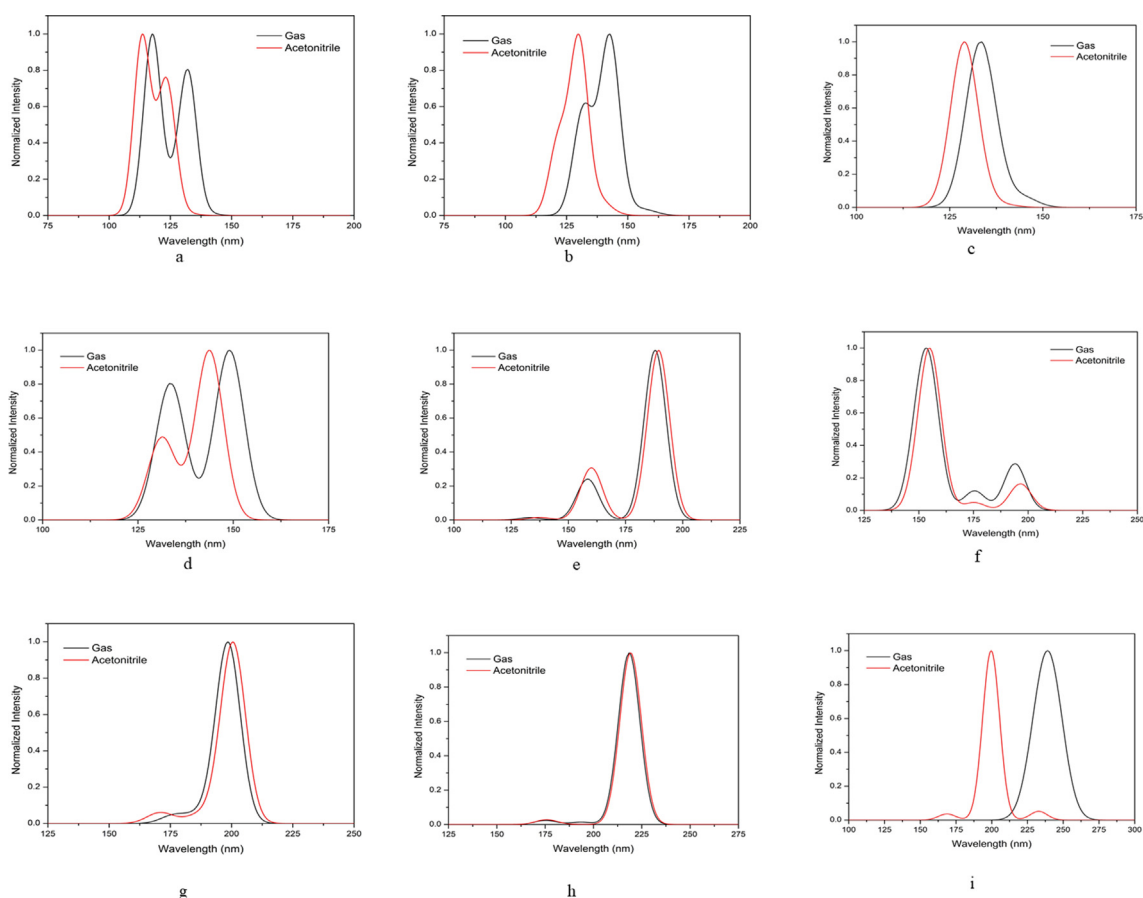 Gas
Acetonitrile
Normalized Intensity
1.0
0.8
0.6
0.4
0.2
0.0
75 100 125 150 175 200
Wavelength (nm)
a
Gas
Acetonitrile
Normalized Intensity
1.0
0.8
0.6
0.4
0.2
0.0
75 100 125 150 175 200
Wavelength (nm)
b
Gas
Acetonitrile
Normalized Intensity
1.0
0.8
0.6
0.4
0.2
0.0
100 125 150 175
Wavelength (nm)
c
Gas
Acetonitrile
Normalized Intensity
1.0
0.8
0.6
0.4
0.2
0.0
100 125 150 175
Wavelength (nm)
d
Gas
Acetonitrile
Normalized Intensity
1.0
0.8
0.6
0.4
0.2
0.0
100 125 150 175 200 225
Wavelength (nm)
e
Gas
Acetonitrile
Normalized Intensity
1.0
0.8
0.6
0.4
0.2
0.0
125 150 175 200 225 250
Wavelength (nm)
f
Gas
Acetonitrile
Normalized Intensity
1.0
0.8
0.6
0.4
0.2
0.0
125 150 175 200 225 250
Wavelength (nm)
g
Gas
Acetonitrile
Normalized Intensity
1.0
0.8
0.6
0.4
0.2
0.0
125 150 175 200 225 250 275
Wavelength (nm)
h
Gas
Acetonitrile
Normalized Intensity
1.0
0.8
0.6
0.4
0.2
0.0
100 125 150 175 200 225 250 275 300
Wavelength (nm)
i